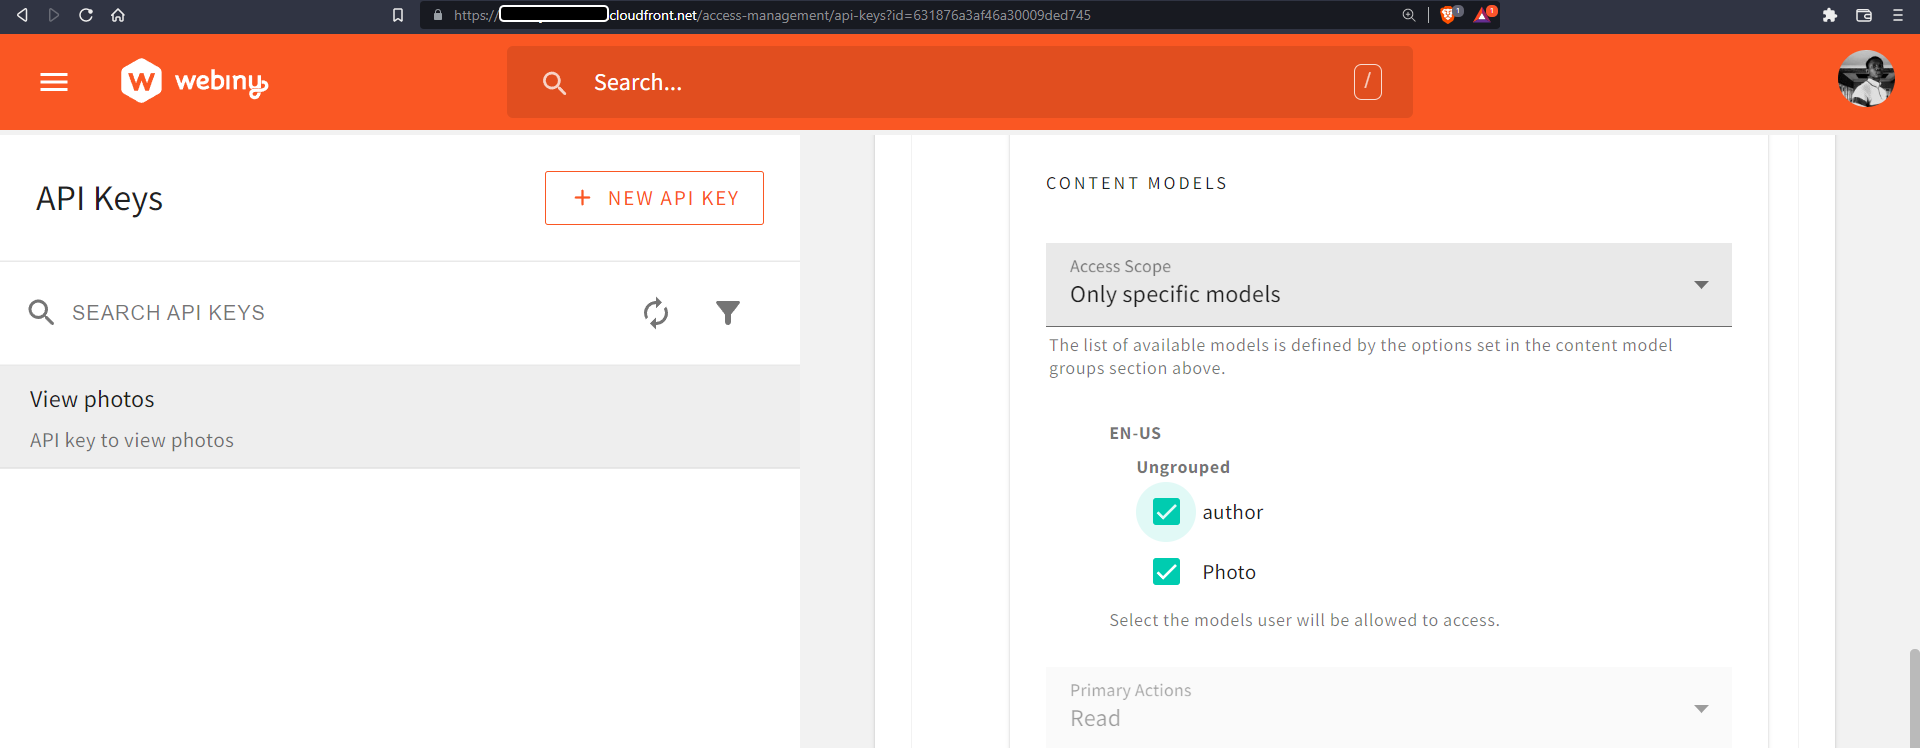 https://cloudfront.net/access-management/api-keys?id=631876a3af46a30009ded745
1
1
W webiny
Search...
/
API Keys
+ NEW API KEY
SEARCH API KEYS
View photos
API key to view photos
CONTENT MODELS
Access Scope
Only specific models
The list of available models is defined by the options set in the content model
groups section above.
EN-US
Ungrouped
author
Photo
Select the models user will be allowed to access.
Primary Actions
Read